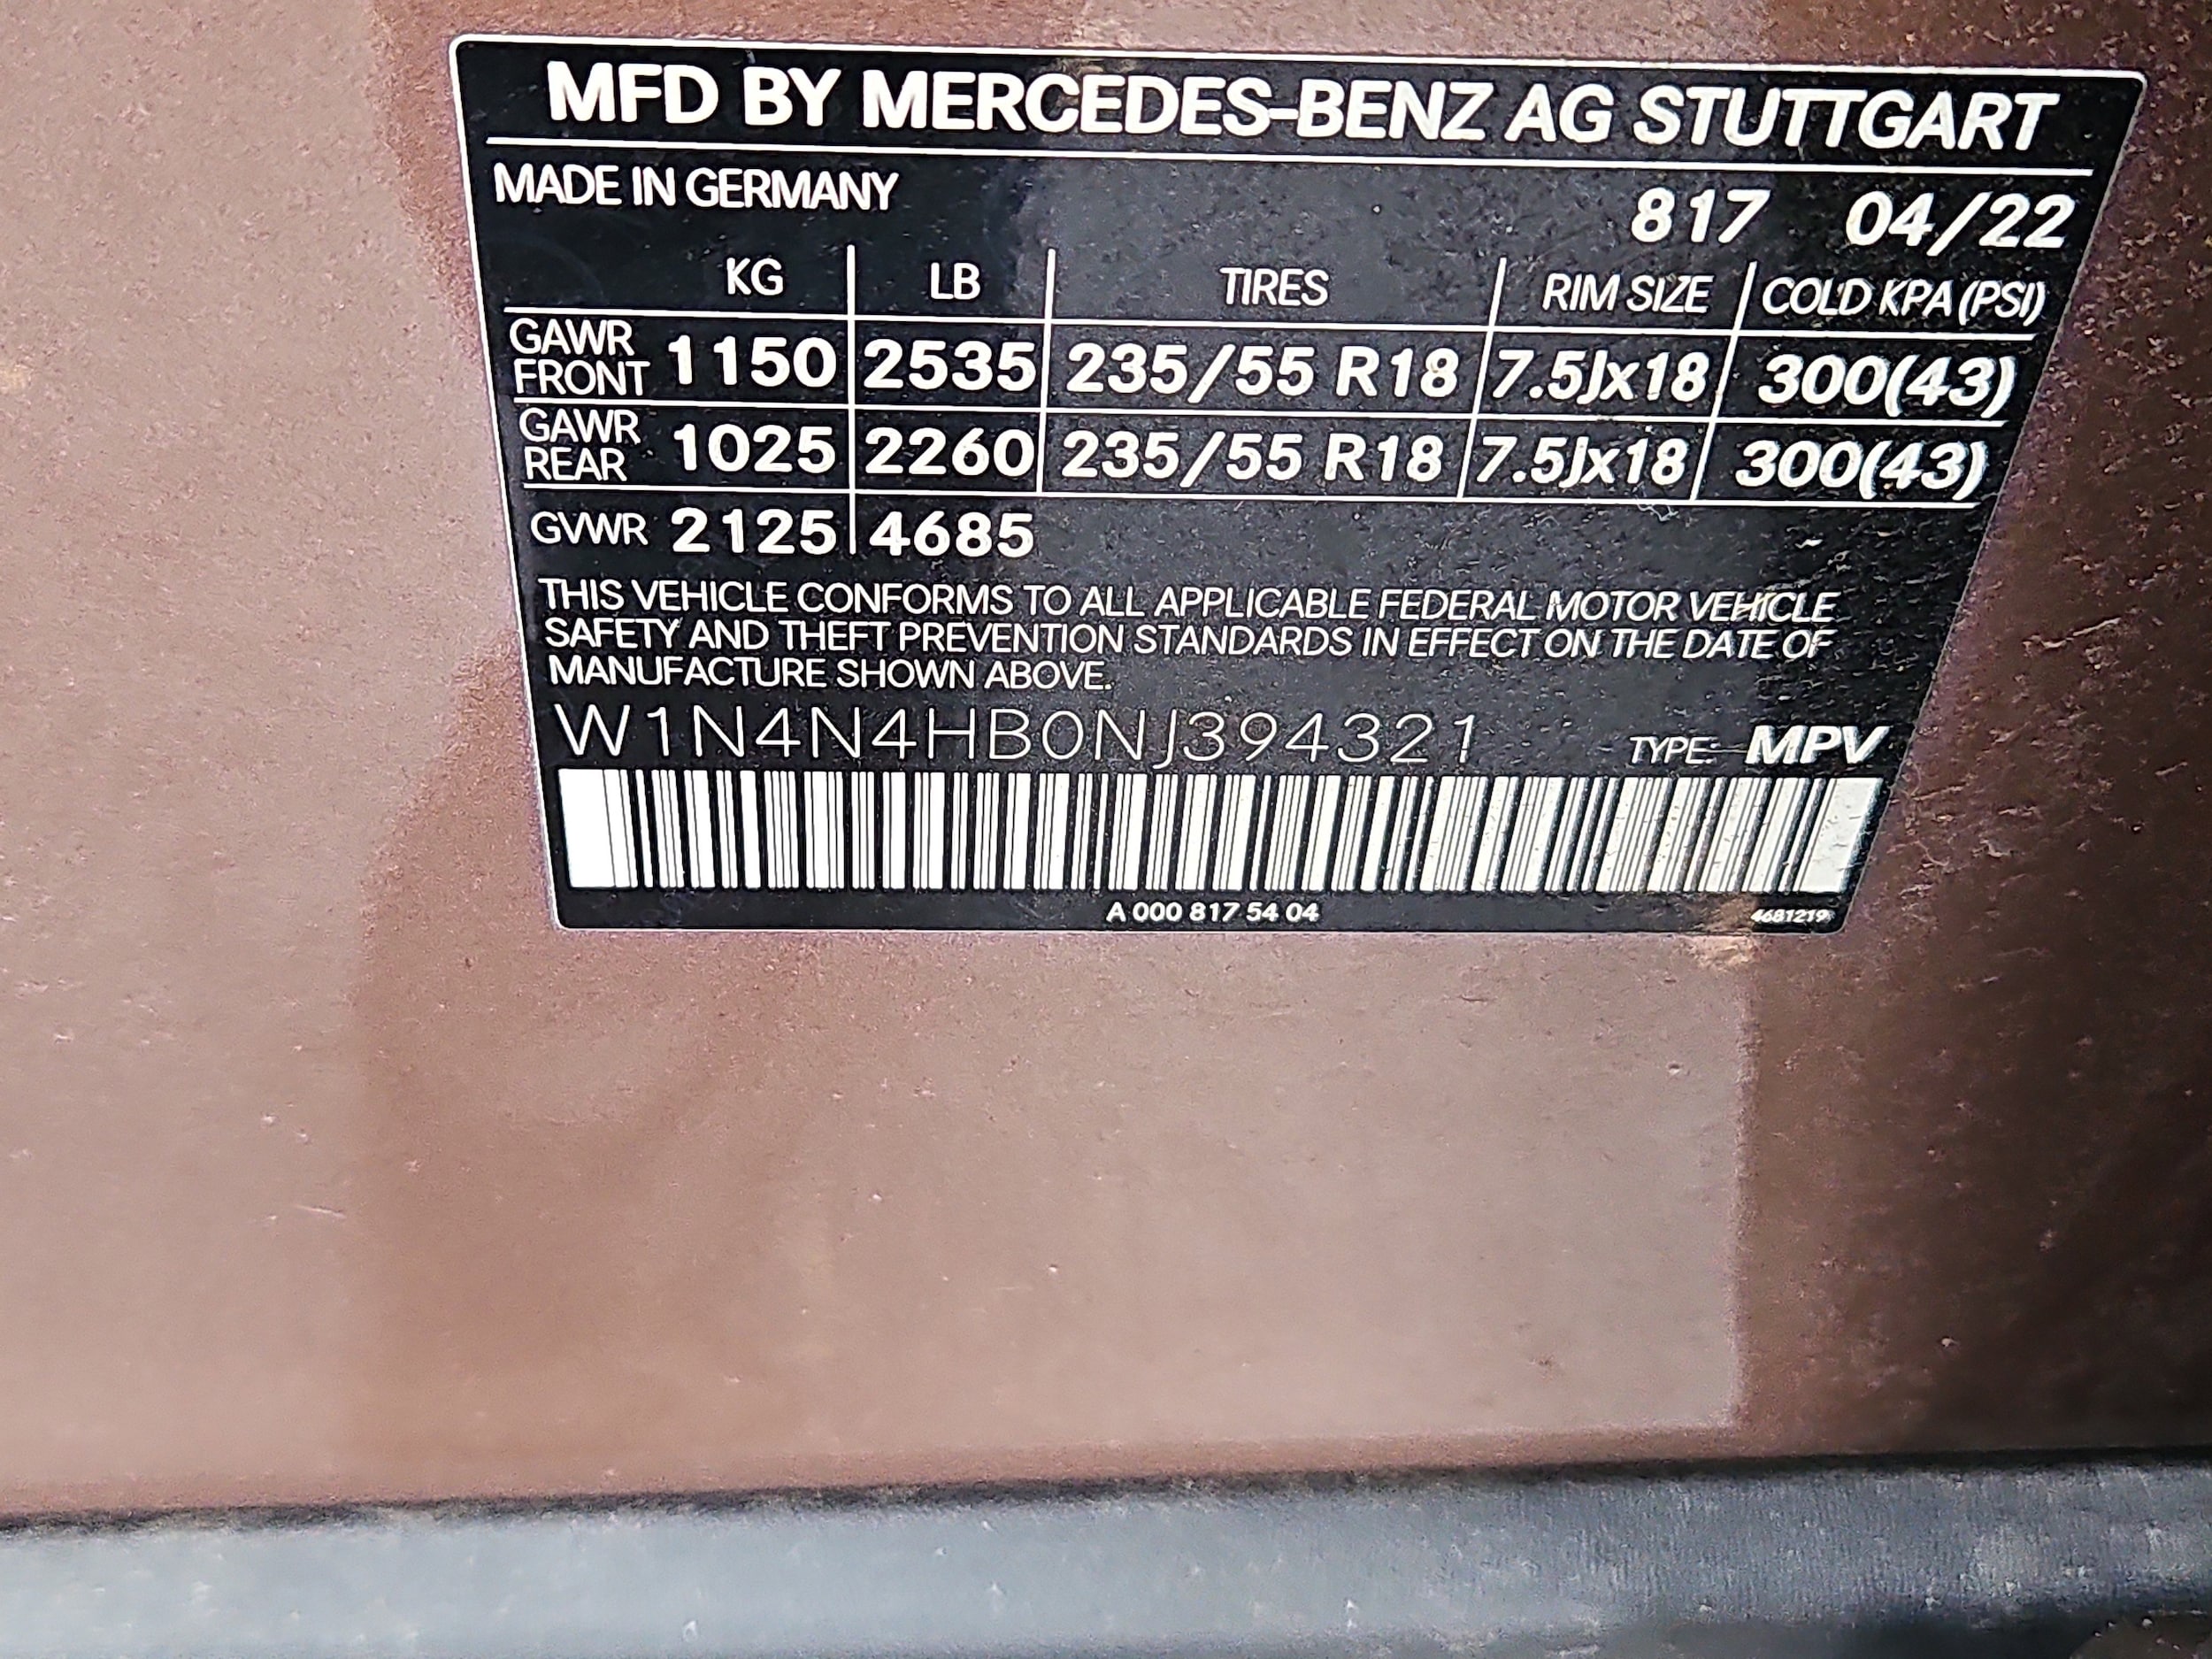 MFD BY MERCEDES-BENZ AG STUTTGART
MADE IN GERMANY 817 04/22
KG LB TIRES RIM SIZE COLD KPA (PSI)
GAWR FRONT 1150 2535 235/55 R18 7.5Jx18 300(43)
GAWR REAR 1025 2260 235/55 R18 7.5Jx18 300(43)
GVWR 2125 4685
THIS VEHICLE CONFORMS TO ALL APPLICABLE FEDERAL MOTOR VEHICLE
SAFETY AND THEFT PREVENTION STANDARDS IN EFFECT ON THE DATE OF
MANUFACTURE SHOWN ABOVE.
W1N4N4HB0NJ394321 TYPE: MPV
A 000 817 54 04 4681219